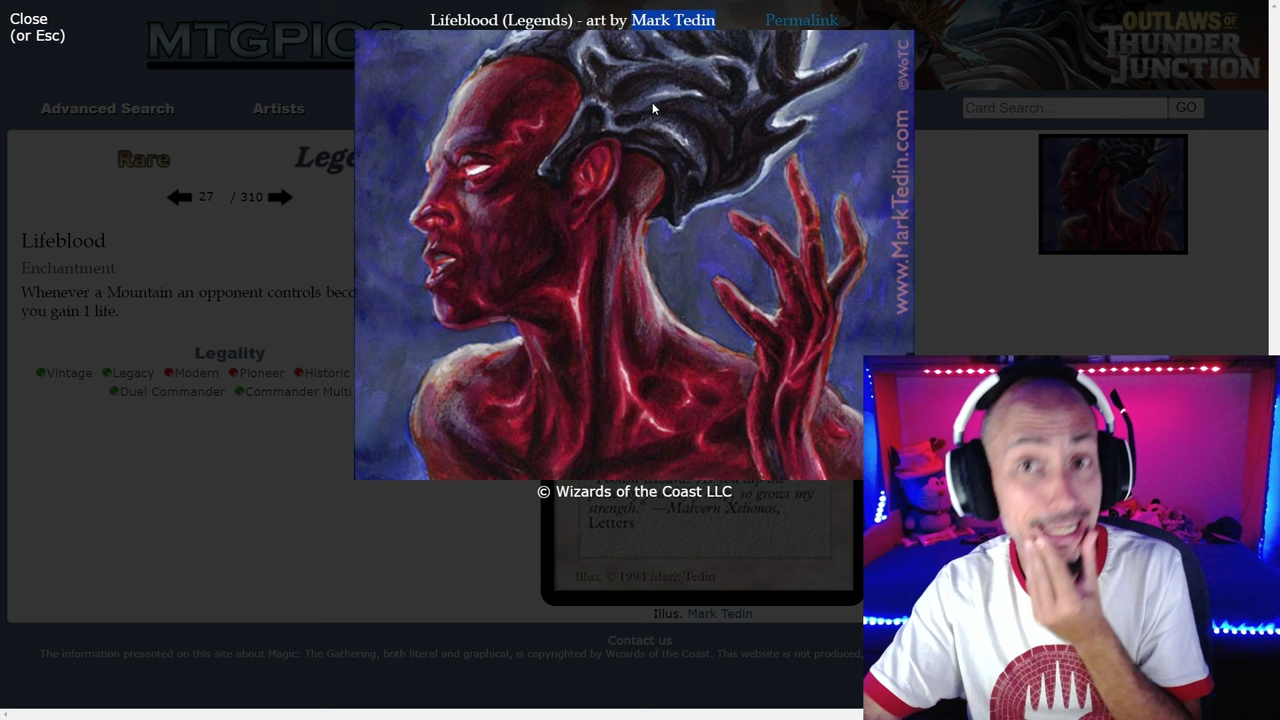 Close
(or Esc)
Lifeblood (Legends) - art by Mark Tedin
Permalink
MTGPICS
OUTLAWS OF
THUNDER
JUNCTION
Advanced Search
Artists
Card Search...
GO
Rare
Lege
27 / 310
Lifeblood
Enchantment
Whenever a Mountain an opponent controls beco
you gain 1 life.
Legality
Vintage Legacy Modern Pioneer Historic
Duel Commander Commander Multi
www.MarkTedin.com ©WoTC
© Wizards of the Coast LLC
so grows my
strength." —Malvern Xelionos,
Letters
Illus. © 1994 Mark Tedin
Illus. Mark Tedin
Contact us
The information presented on this site about Magic: The Gathering, both literal and graphical, is copyrighted by Wizards of the Coast. This website is not produced,